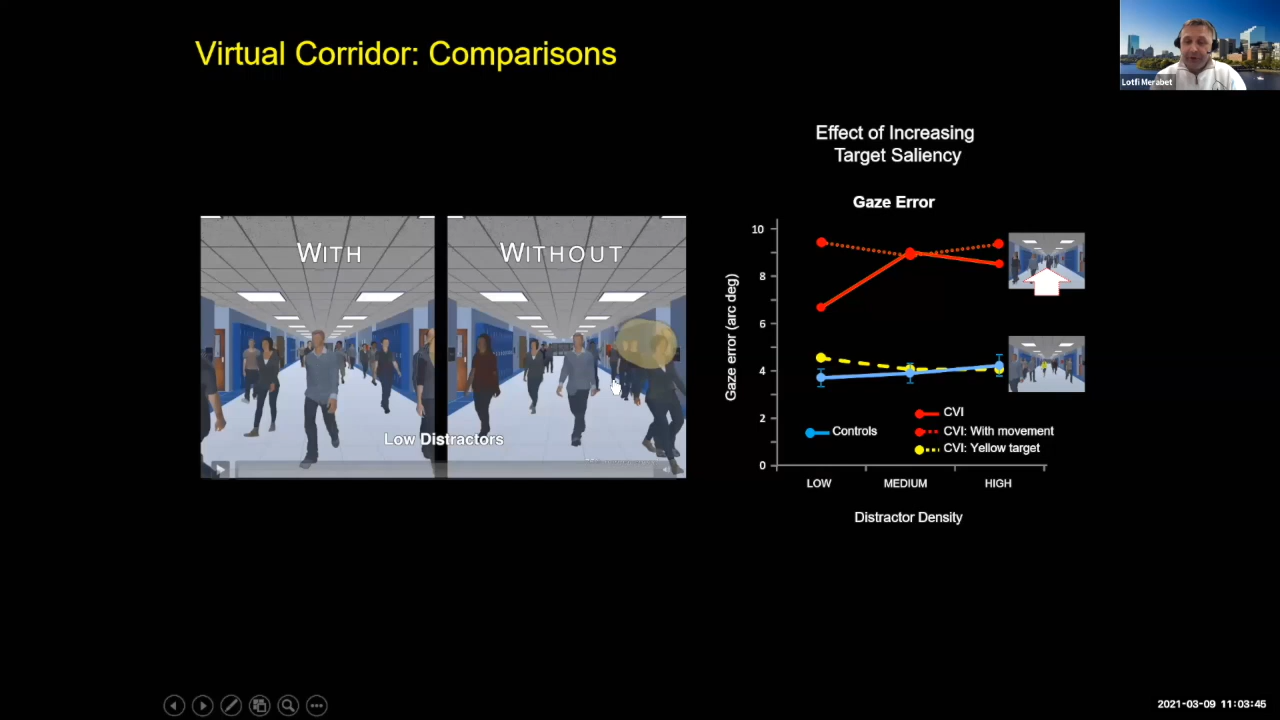 Virtual Corridor: Comparisons
Lotfi Merabet
Effect of Increasing
Target Saliency
Gaze Error
WITH
WITHOUT
Low Distractors
Gaze error (arc deg)
10
8
6
4
2
0
Controls
CVI
CVI: With movement
CVI: Yellow target
LOW
MEDIUM
HIGH
Distractor Density
2021-03-09 11:03:45